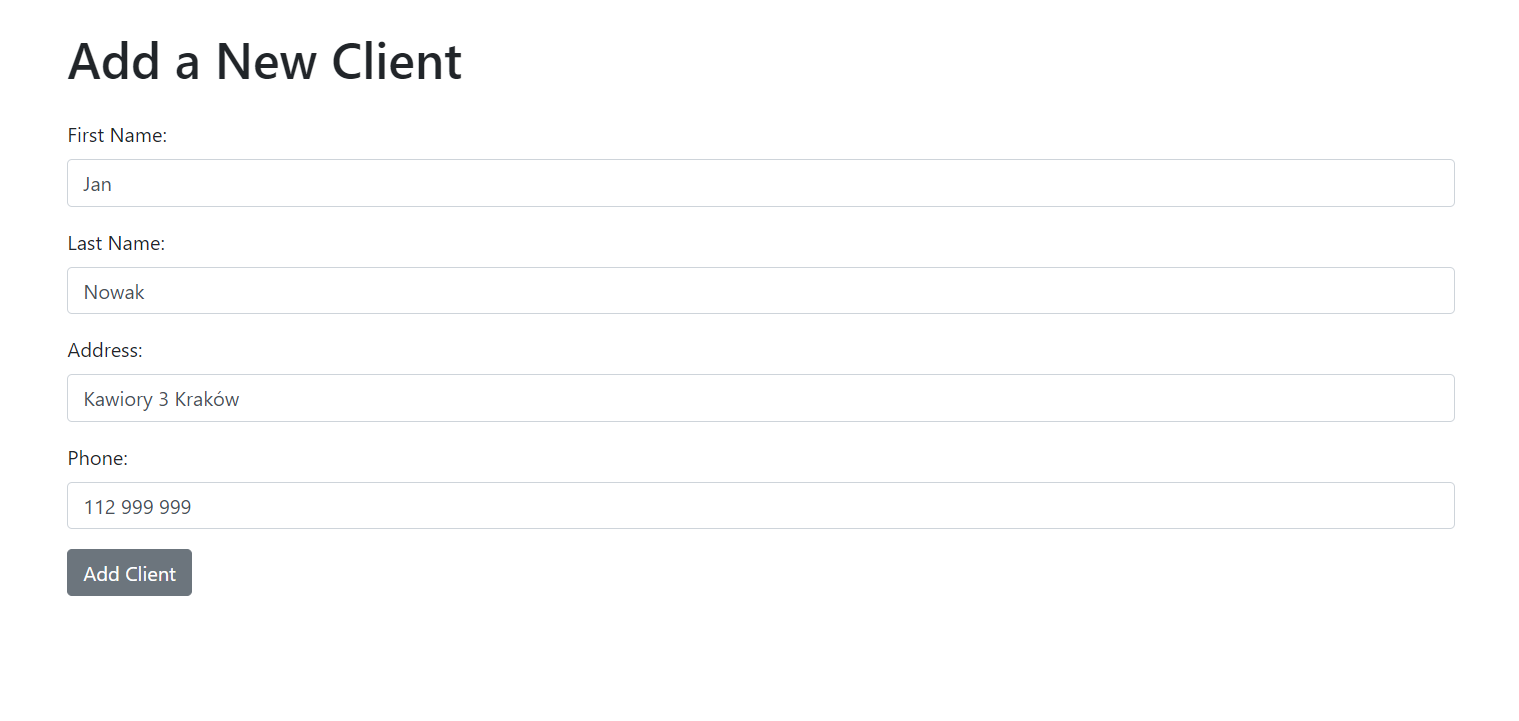 Add a New Client
First Name:
Jan
Last Name:
Nowak
Address:
Kawiory 3 Kraków
Phone:
112 999 999
Add Client